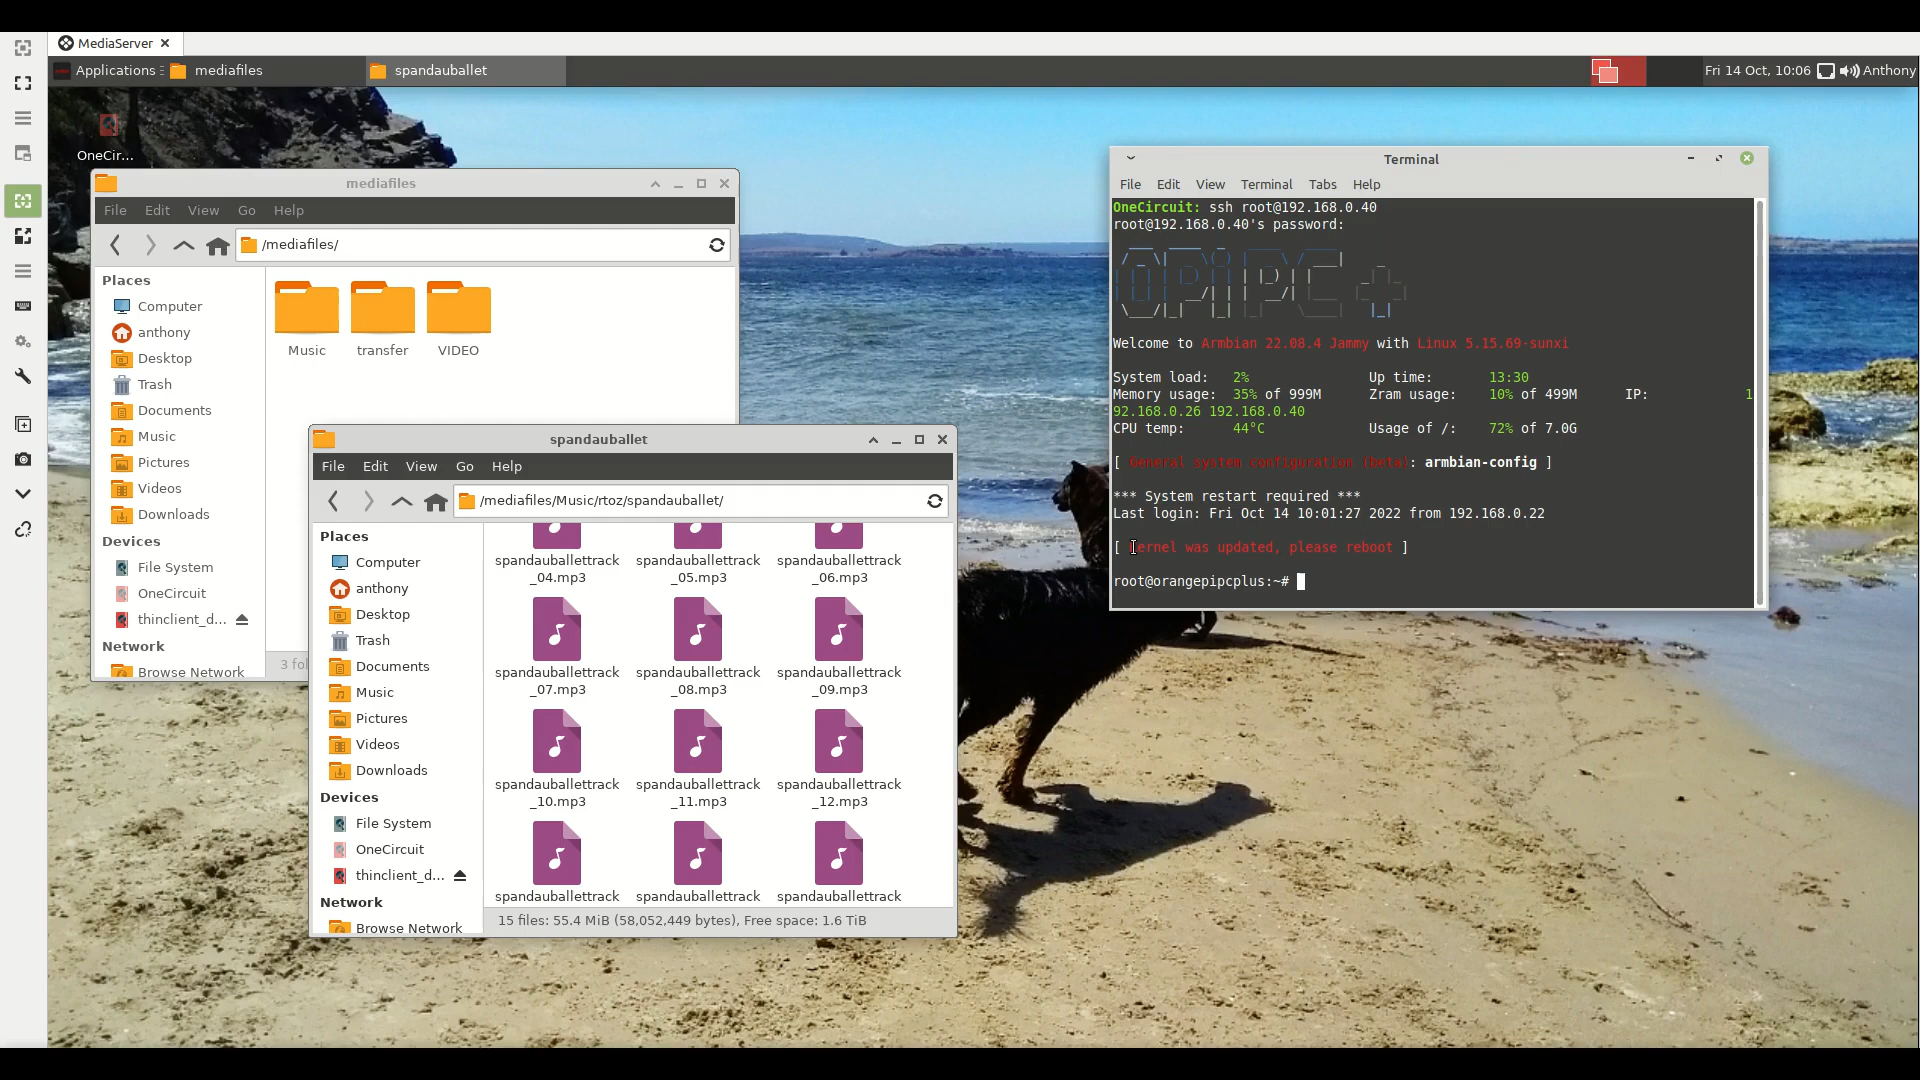 MediaServer
Applications mediafiles spandauballet
Fri 14 Oct, 10:06 Anthony
OneCir...
mediafiles
File Edit View Go Help
/mediafiles/
Places
Computer
anthony
Desktop
Trash
Documents
Music
Pictures
Videos
Downloads
Devices
File System
OneCircuit
thinclient_d...
Network
Browse Network
Music transfer VIDEO
3 fol
spandauballet
File Edit View Go Help
/mediafiles/Music/rtoz/spandauballet/
Places
Computer
anthony
Desktop
Trash
Documents
Music
Pictures
Videos
Downloads
Devices
File System
OneCircuit
thinclient_d...
Network
Browse Network
spandauballettrack spandauballettrack spandauballettrack
_04.mp3 _05.mp3 _06.mp3
spandauballettrack spandauballettrack spandauballettrack
_07.mp3 _08.mp3 _09.mp3
spandauballettrack spandauballettrack spandauballettrack
_10.mp3 _11.mp3 _12.mp3
spandauballettrack spandauballettrack spandauballettrack
15 files: 55.4 MiB (58,052,449 bytes), Free space: 1.6 TiB
Terminal
File Edit View Terminal Tabs Help
OneCircuit: ssh root@192.168.0.40
root@192.168.0.40's password:
OPI PC+
Welcome to Armbian 22.08.4 Jammy with Linux 5.15.69-sunxi
System load: 2% Up time: 13:30
Memory usage: 35% of 999M Zram usage: 10% of 499M IP: 1
92.168.0.26 192.168.0.40
CPU temp: 44°C Usage of /: 72% of 7.0G
[ General system configuration (beta): armbian-config ]
*** System restart required ***
Last login: Fri Oct 14 10:01:27 2022 from 192.168.0.22
[ Kernel was updated, please reboot ]
root@orangepipcplus:~#